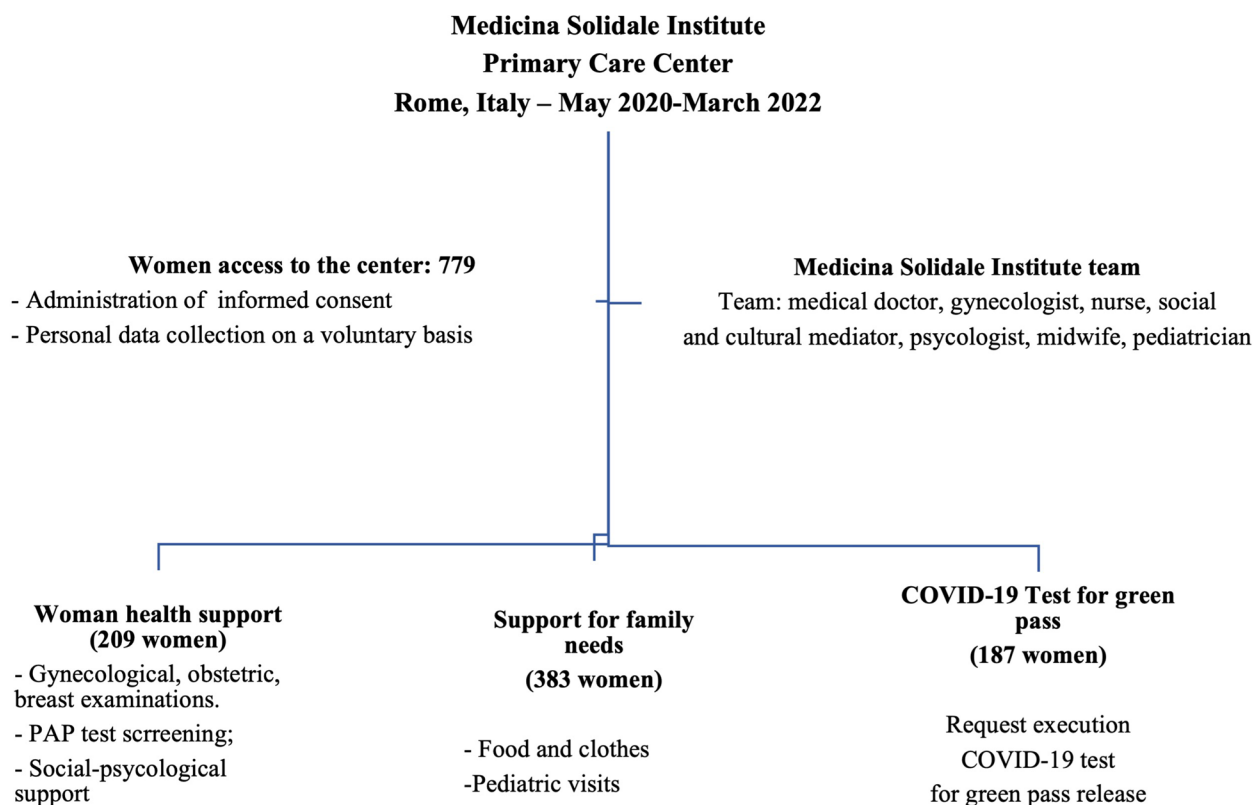 Medicina Solidale Institute
Primary Care Center
Rome, Italy – May 2020-March 2022
Women access to the center: 779
- Administration of informed consent
- Personal data collection on a voluntary basis
Medicina Solidale Institute team
Team: medical doctor, gynecologist, nurse, social
and cultural mediator, psycologist, midwife, pediatrician
Woman health support
(209 women)
- Gynecological, obstetric,
breast examinations.
- PAP test scrreening;
- Social-psycological
support
Support for family
needs
(383 women)
- Food and clothes
-Pediatric visits
COVID-19 Test for green
pass
(187 women)
Request execution
COVID-19 test
for green pass release